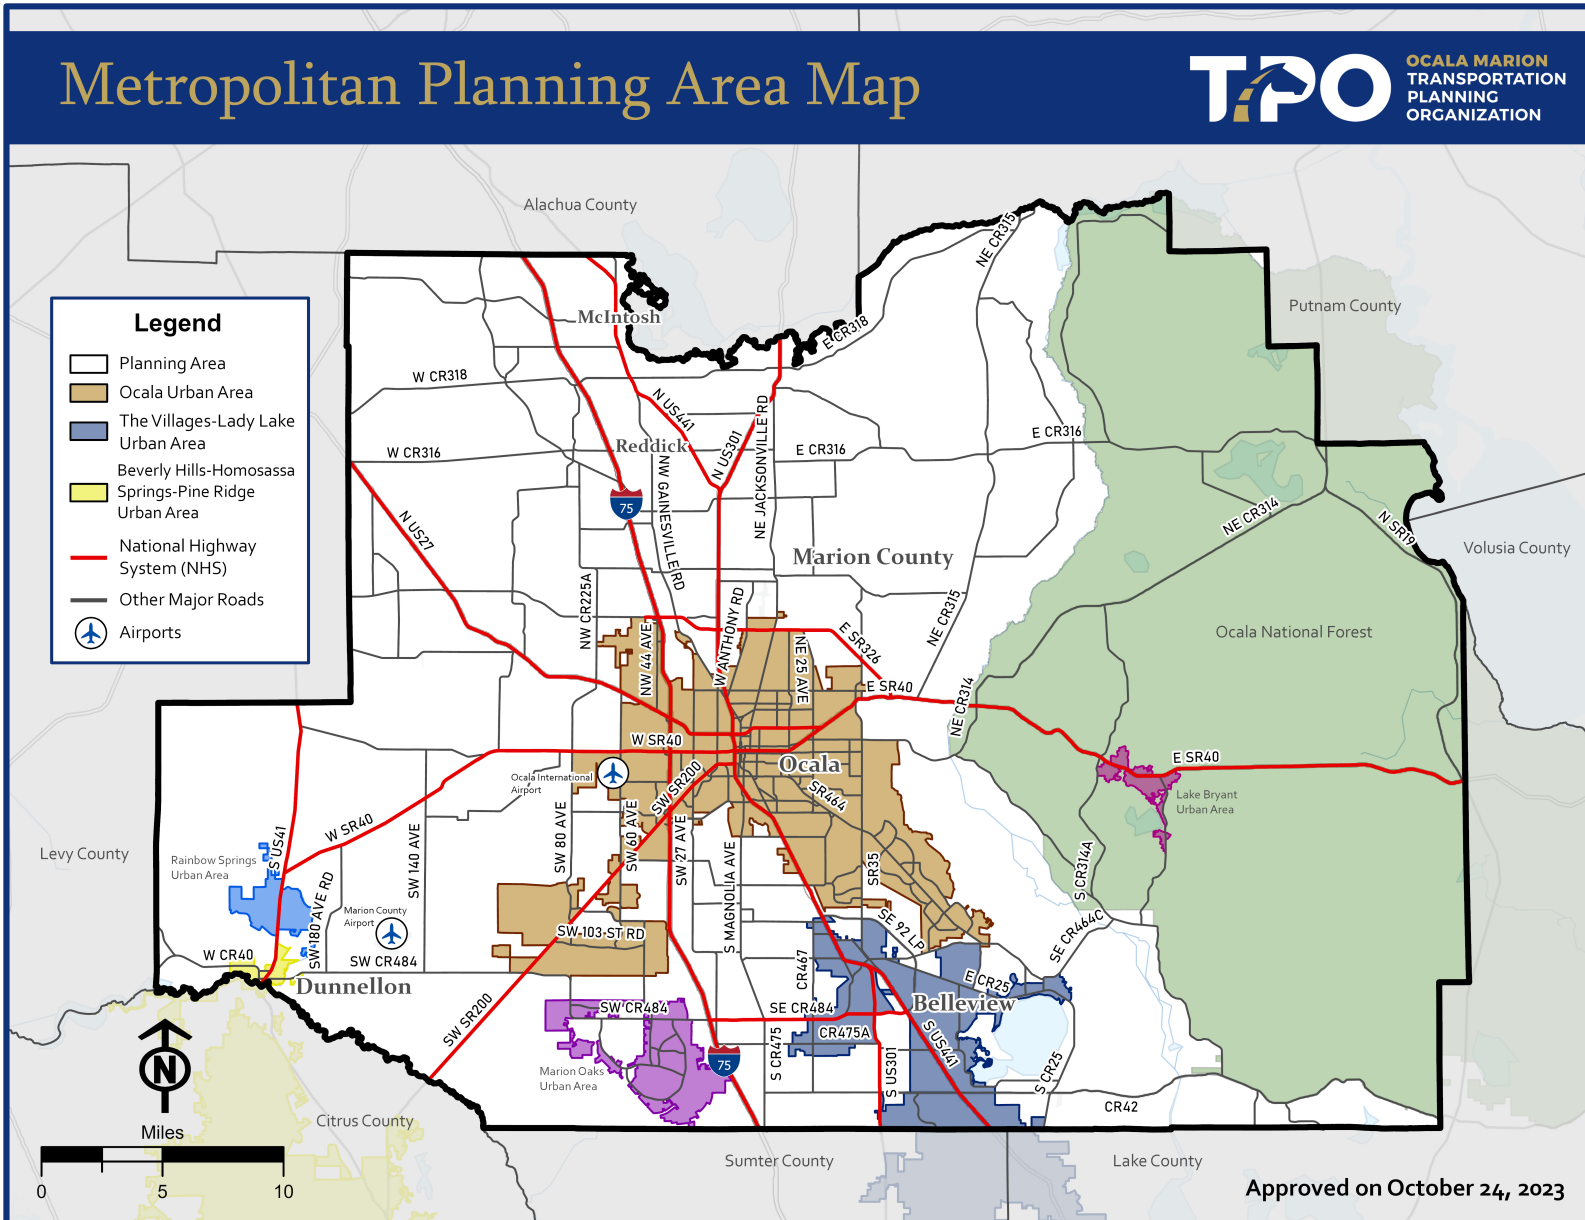 Metropolitan Planning Area Map
TPO
OCALA MARION
TRANSPORTATION
PLANNING
ORGANIZATION
Alachua County
Putnam County
Volusia County
Levy County
Citrus County
Sumter County
Lake County
Legend
Planning Area
Ocala Urban Area
The Villages-Lady Lake
Urban Area
Beverly Hills-Homosassa
Springs-Pine Ridge
Urban Area
National Highway
System (NHS)
Other Major Roads
Airports
McIntosh
NE CR315
E CR318
W CR318
N US441
N US301
NE JACKSONVILLE RD
Reddick
W CR316
E CR316
E CR316
75
NW GAINESVILLE RD
N US27
NE CR314
N SR19
Marion County
NW CR225A
NW 44 AVE
W ANTHONY RD
NE 25 AVE
E SR326
NE CR315
Ocala National Forest
E SR40
NE CR314
W SR40
Ocala
E SR40
Ocala International
Airport
SW SR200
SR464
Lake Bryant
Urban Area
W SR40
S US41
Rainbow Springs
Urban Area
SW 140 AVE
SW 80 AVE
SW 60 AVE
SW 27 AVE
S MAGNOLIA AVE
SR35
S CR314A
SW 180 AVE RD
Marion County
Airport
SW 103 ST RD
SE 92 LP
SE CR464C
W CR40
SW CR484
CR467
E CR25
Dunnellon
SW SR200
SW CR484
SE CR484
Belleview
CR475A
S CR475
S US301
S US441
S CR25
75
Marion Oaks
Urban Area
CR42
N
Miles
0
5
10
Approved on October 24, 2023